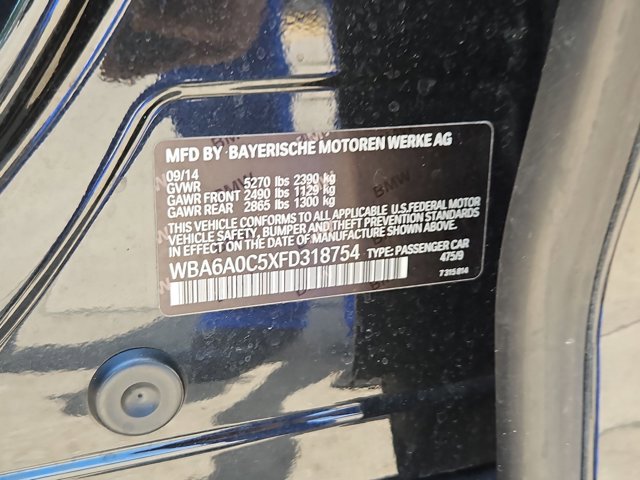 MFD BY BAYERISCHE MOTOREN WERKE AG
09/14
GVWR 5270 lbs 2390 kg
GAWR FRONT 2490 lbs 1129 kg
GAWR REAR 2865 lbs 1300 kg
THIS VEHICLE CONFORMS TO ALL APPLICABLE U.S.FEDERAL MOTOR
VEHICLE SAFETY, BUMPER AND THEFT PREVENTION STANDARDS
IN EFFECT ON THE DATE OF MANUFACTURE SHOWN ABOVE.
WBA6A0C5XFD318754 TYPE: PASSENGER CAR
475/9
7 315 814